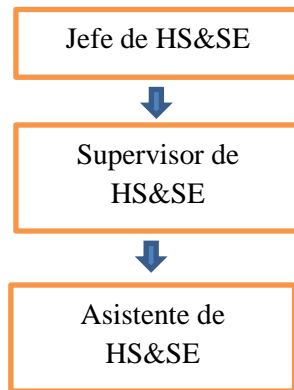 Jefe de HS&SE
Supervisor de
HS&SE
Asistente de
HS&SE